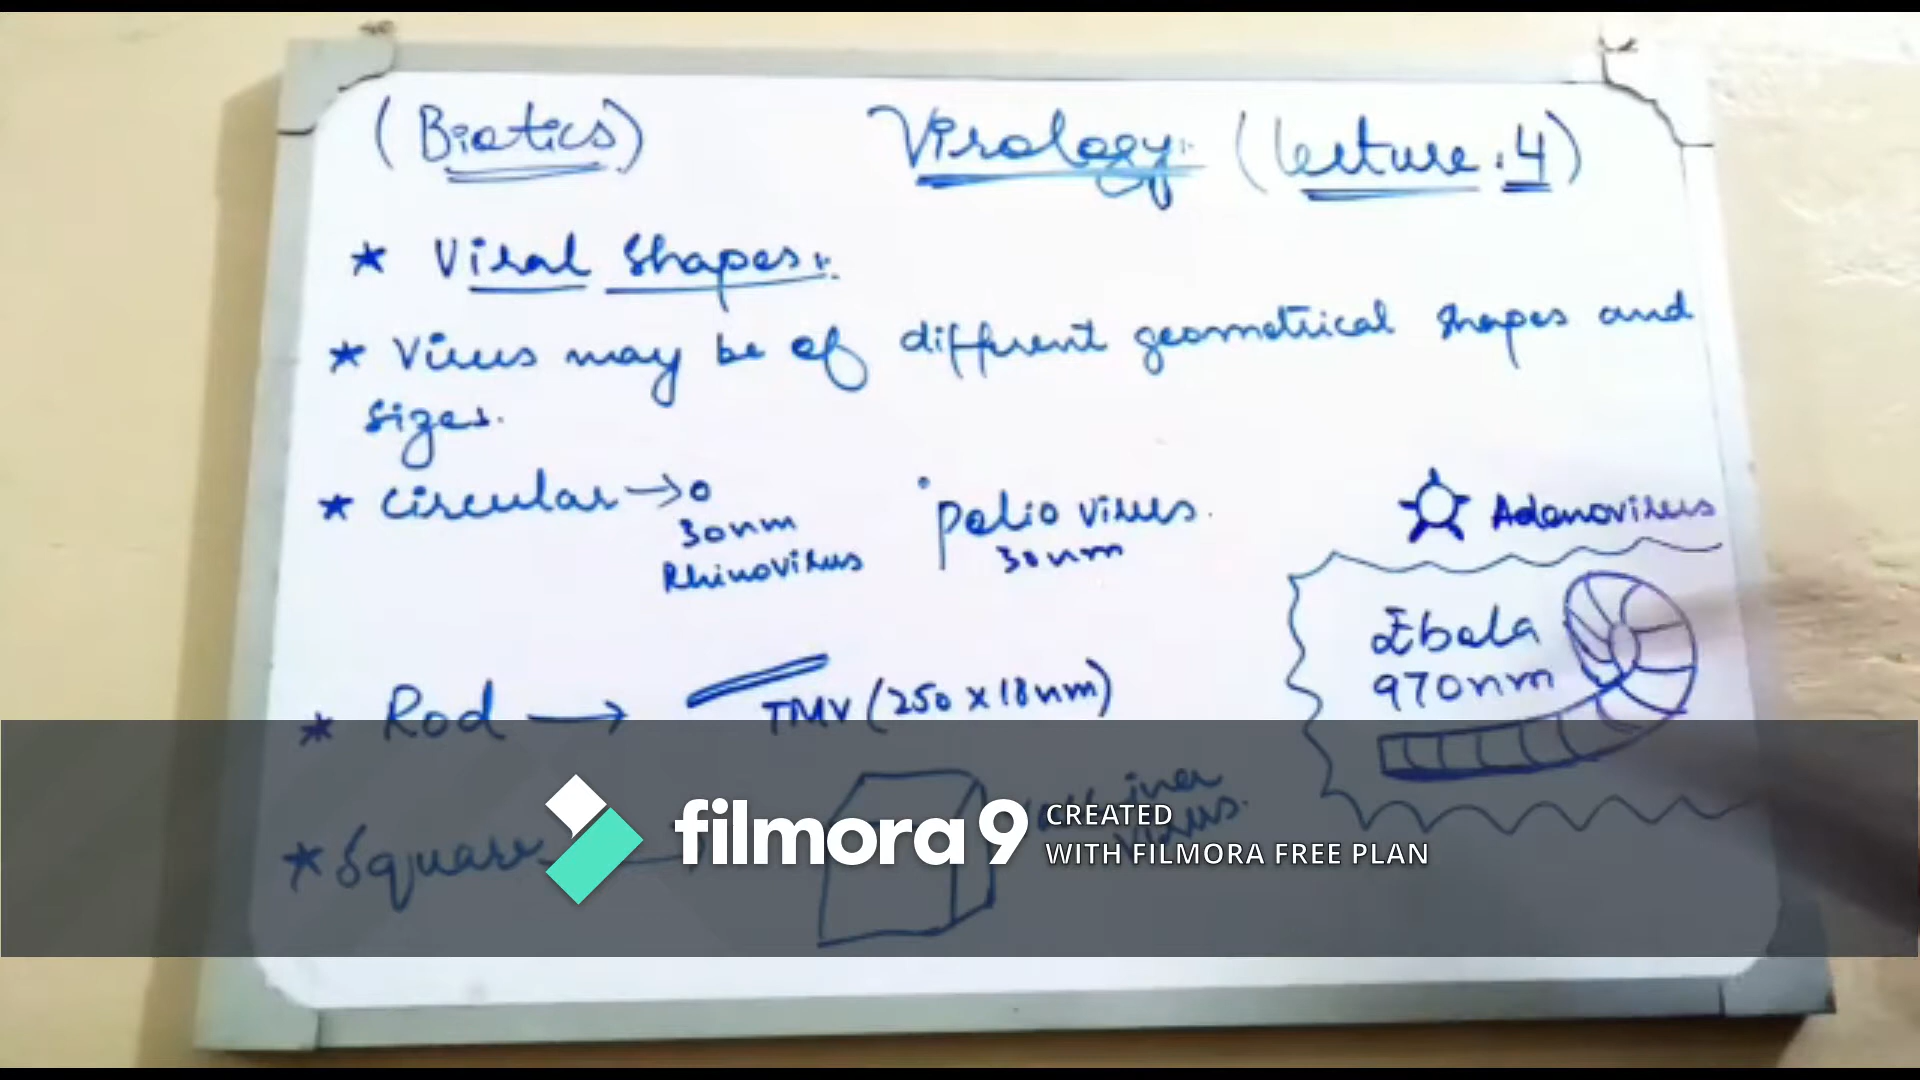 (Biotics) Virology: (Lecture:4)
★ Viral Shapes:
★ Virus may be of different geometrical shapes and
sizes.
★ Circular →
30nm
Rhinovirus
Polio virus.
30nm
Adenovirus
Ebola
970nm
★ Rod →
TMV (250 x 18nm)
★ Square
virus.
filmora9
CREATED
WITH FILMORA FREE PLAN